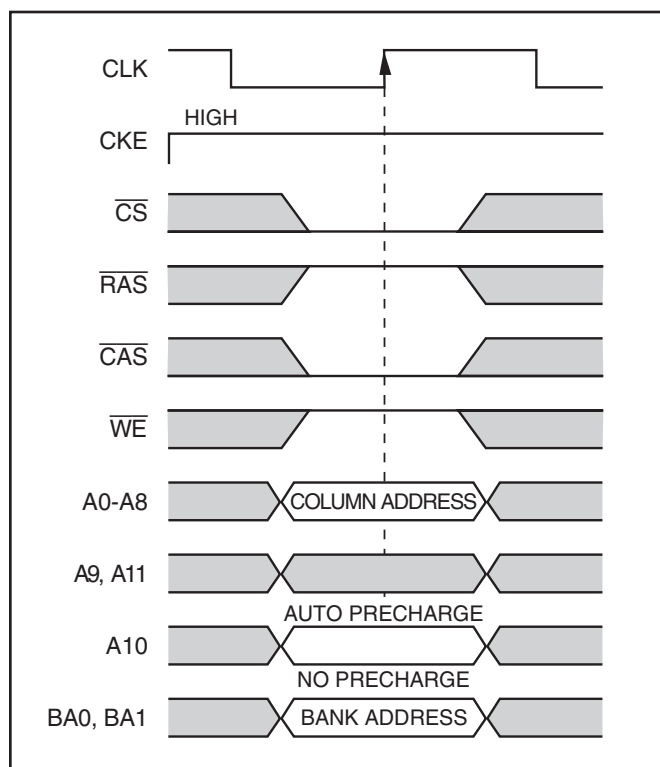 CLK
HIGH
CKE
CS
RAS
CAS
WE
A0-A8 COLUMN ADDRESS
A9, A11
AUTO PRECHARGE
A10
NO PRECHARGE
BA0, BA1 BANK ADDRESS